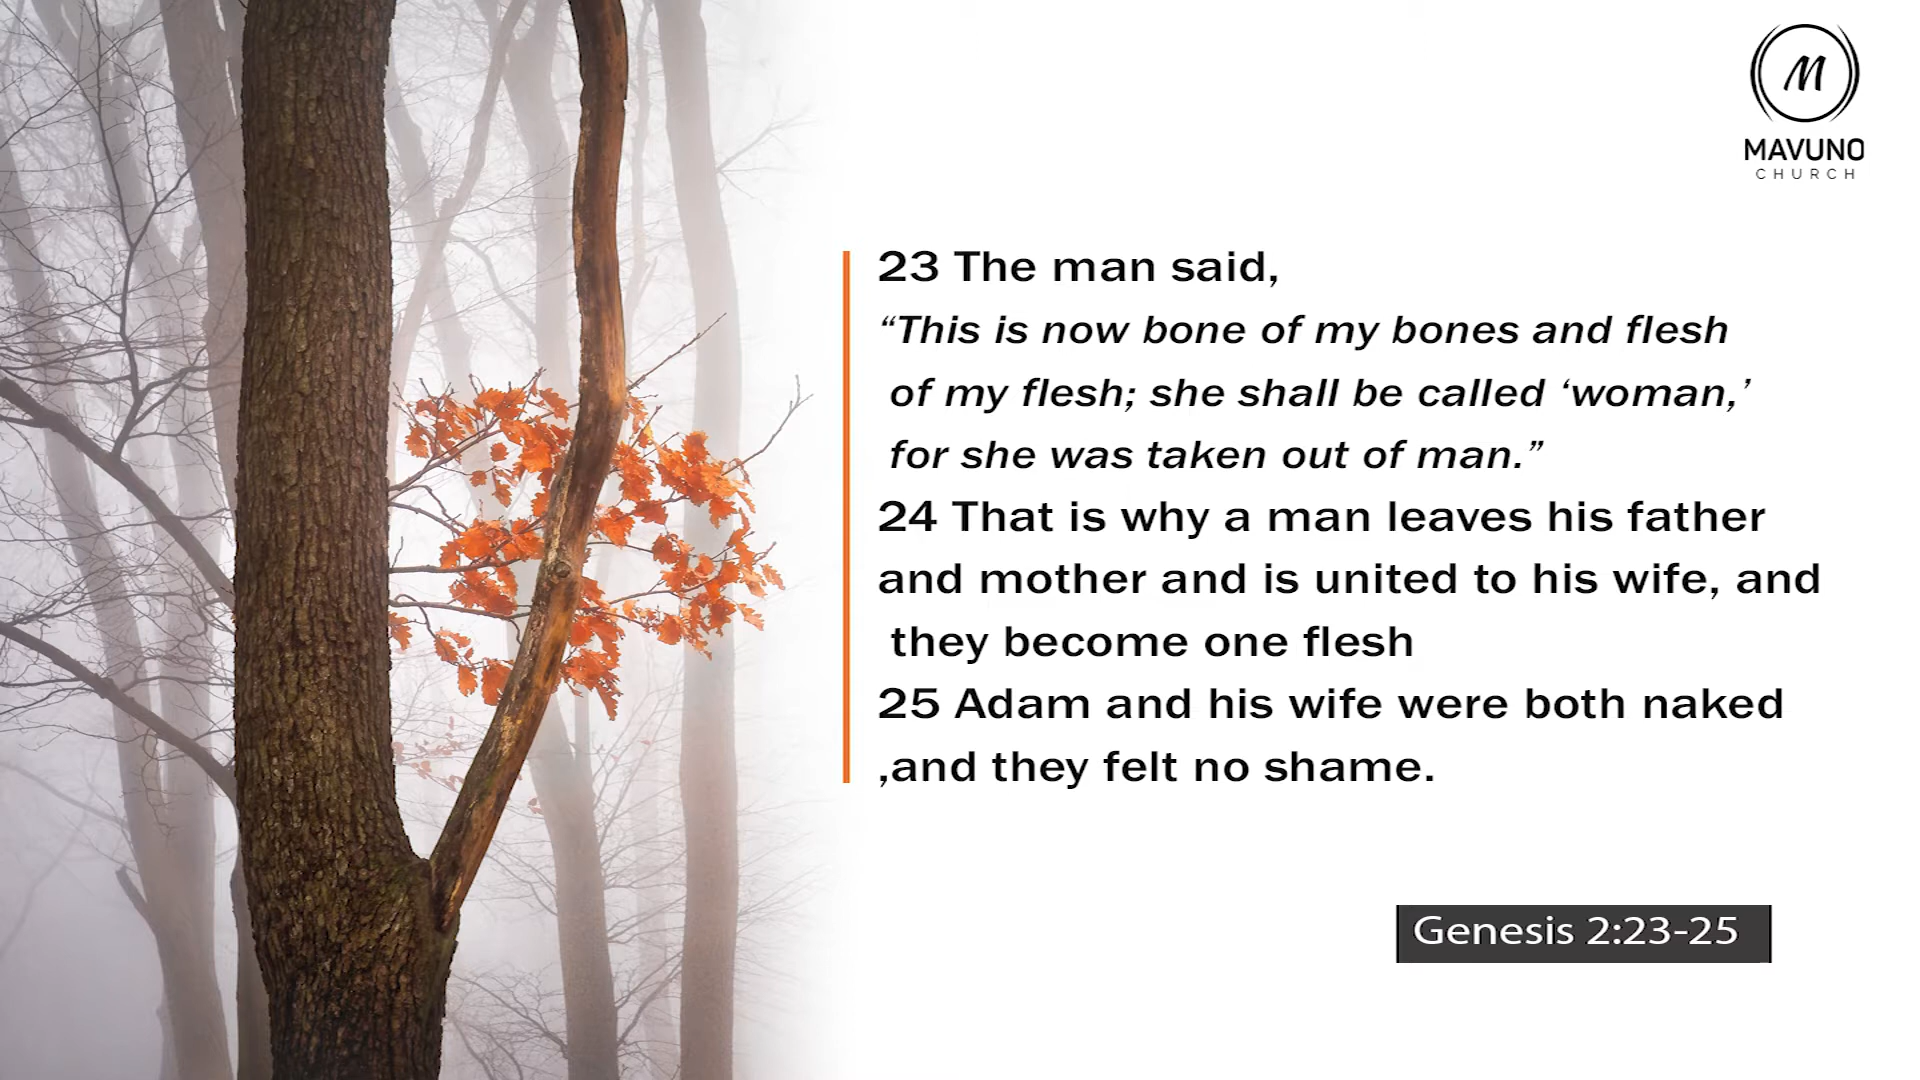 M
MAVUNO
CHURCH
23 The man said,
“This is now bone of my bones and flesh
of my flesh; she shall be called ‘woman,’
for she was taken out of man.”
24 That is why a man leaves his father
and mother and is united to his wife, and
they become one flesh
25 Adam and his wife were both naked
,and they felt no shame.
Genesis 2:23-25